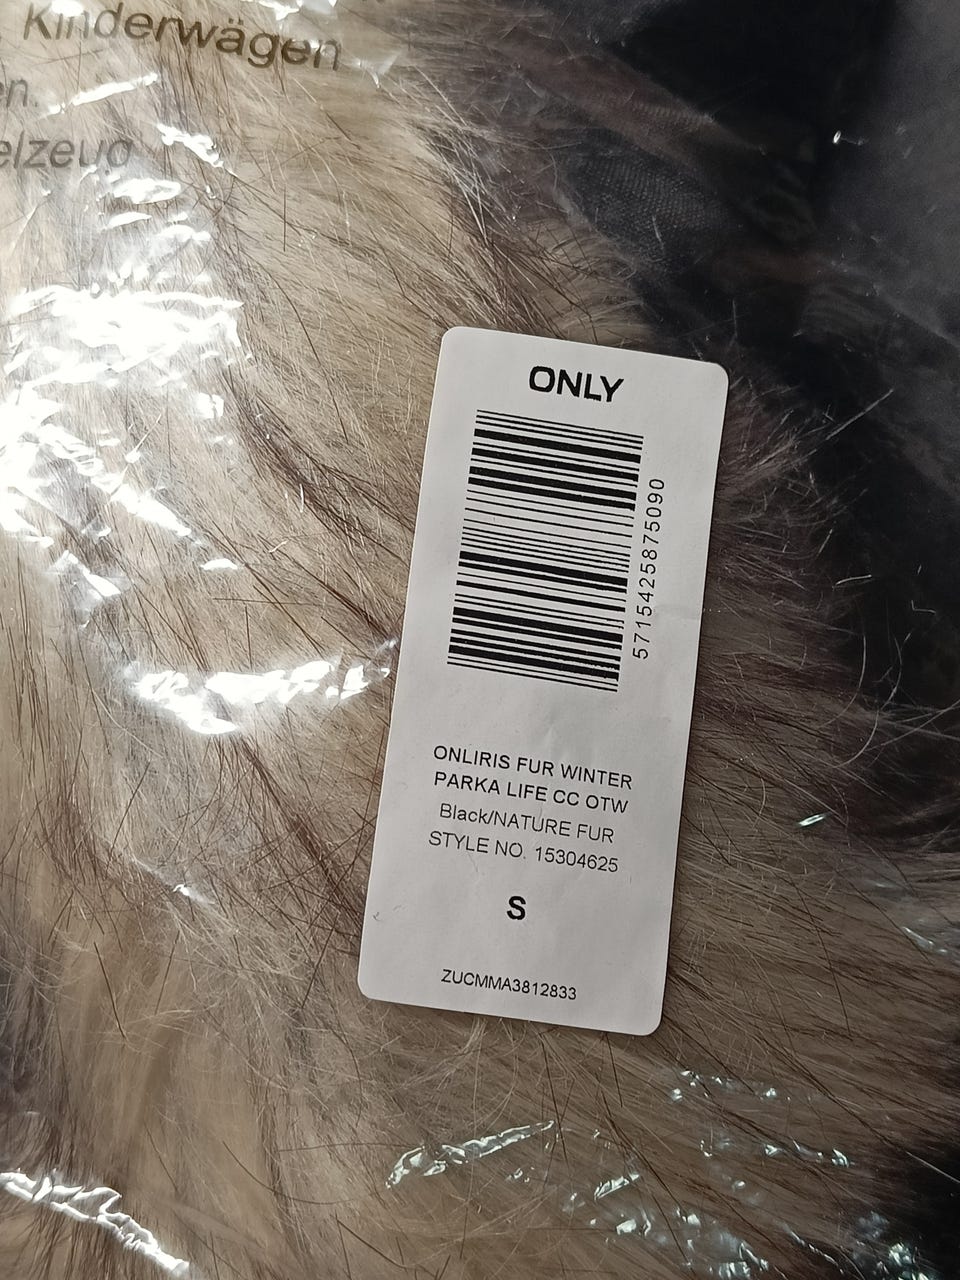 Kinderwägen
ONLY
5715425875090
ONLIRIS FUR WINTER
PARKA LIFE CC OTW
Black/NATURE FUR
STYLE NO. 15304625
S
ZUCMMA3812833